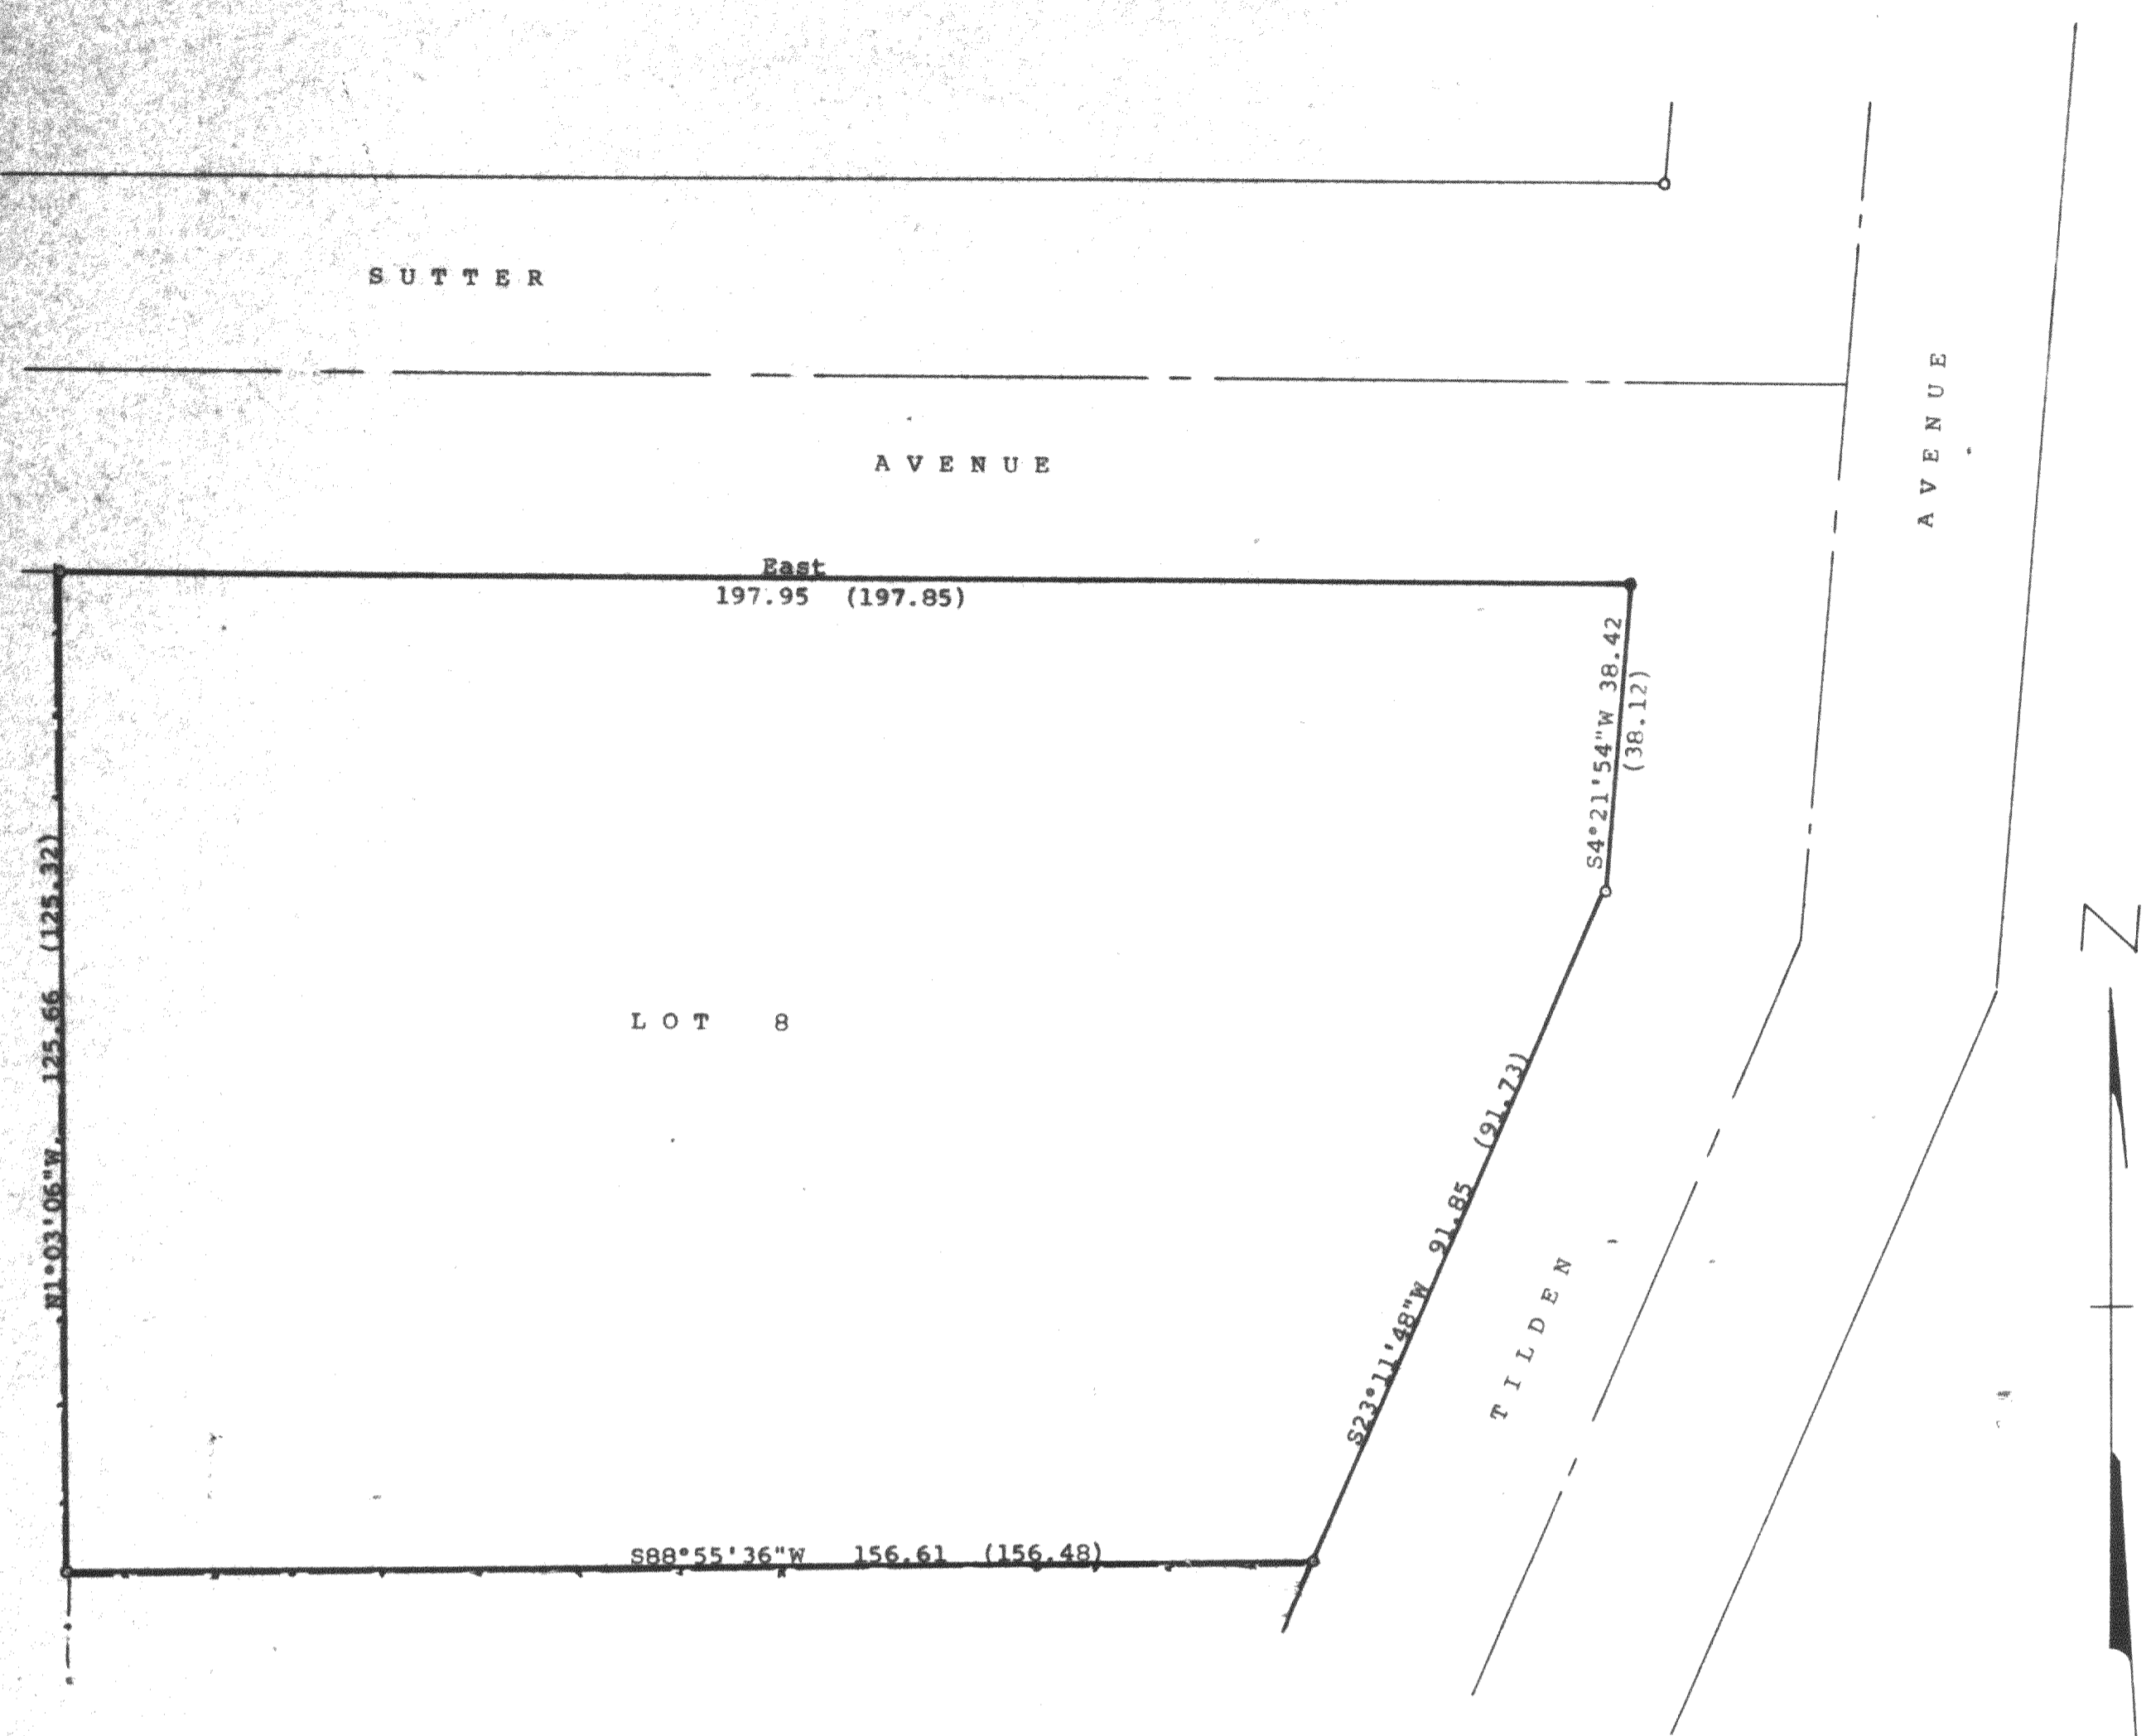 SUTTER
AVENUE
AVENUE
East
197.95 (197.85)
S4°21'54"W 38.42
(38.12)
N1°03'06"W, 125.66 (125.32)
LOT 8
S23°11'48"W 91.85 (91.73)
TILDEN
S88°55'36"W 156.61 (156.48)
N